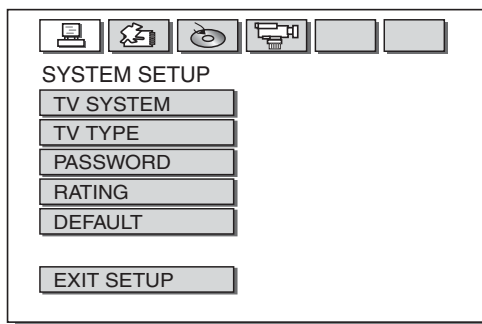 SYSTEM SETUP
TV SYSTEM
TV TYPE
PASSWORD
RATING
DEFAULT
EXIT SETUP